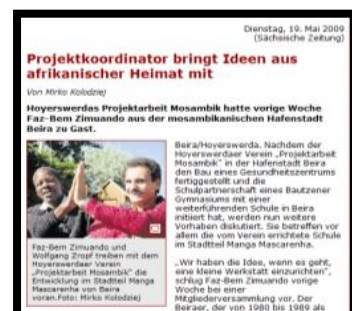 Dienstag, 19. Mai 2009
(Sächsische Zeitung)
Projektkoordinator bringt Ideen aus
afrikanischer Heimat mit
Von Mirko Kolodziej
Hoyerswerdas Projektarbeit Mosambik hatte vorige Woche
Faz-Bem Zimuando aus der mosambikanischen Hafenstadt
Beira zu Gast.
Faz-Bem Zimuando und
Wolfgang Zropf treiben mit dem
Hoyerswerdaer Verein
„Projektarbeit Mosambik“ die
Entwicklung im Stadtteil Manga
Mascarenha von Beira
voran.Foto: Mirko Kolodziej
Beira/Hoyerswerda. Nachdem der
Hoyerswerdaer Verein „Projektarbeit
Mosambik“ in der Hafenstadt Beira
den Bau eines Gesundheitszentrums
fertiggestellt und die
Schulpartnerschaft eines Bautzener
Gymnasiums mit einer
weiterführenden Schule in Beira
initiiert hat, werden nun weitere
Vorhaben diskutiert. Sie betreffen vor
allem die vom Verein errichtete Schule
im Stadtteil Manga Mascarenha.
„Wir haben die Idee, wenn es geht,
eine kleine Werkstatt einzurichten“,
schlug Faz-Bem Zimuando vorige
Woche bei einer
Mitgliederversammlung vor. Der
Beiraer, der von 1980 bis 1989 als